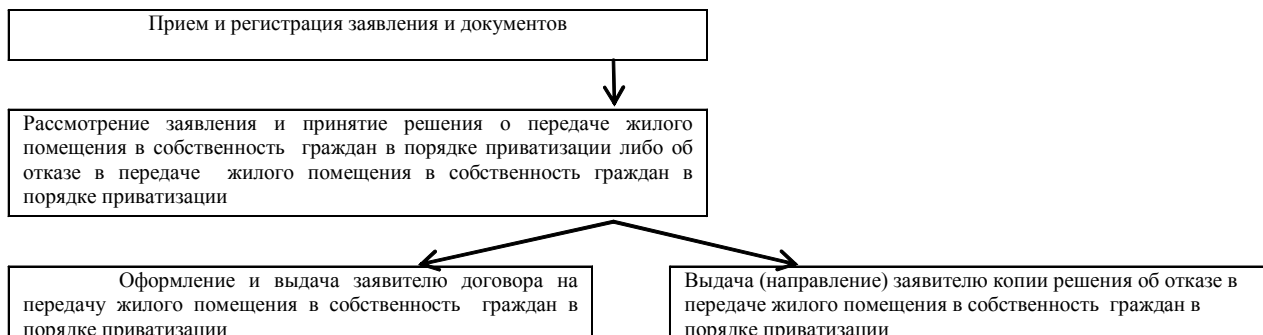 Прием и регистрация заявления и документов
Рассмотрение заявления и принятие решения о передаче жилого
помещения в собственность граждан в порядке приватизации либо об
отказе в передаче жилого помещения в собственность граждан в
порядке приватизации
Оформление и выдача заявителю договора на
передачу жилого помещения в собственность граждан в
порядке приватизации
Выдача (направление) заявителю копии решения об отказе в
передаче жилого помещения в собственность граждан в
порядке приватизации